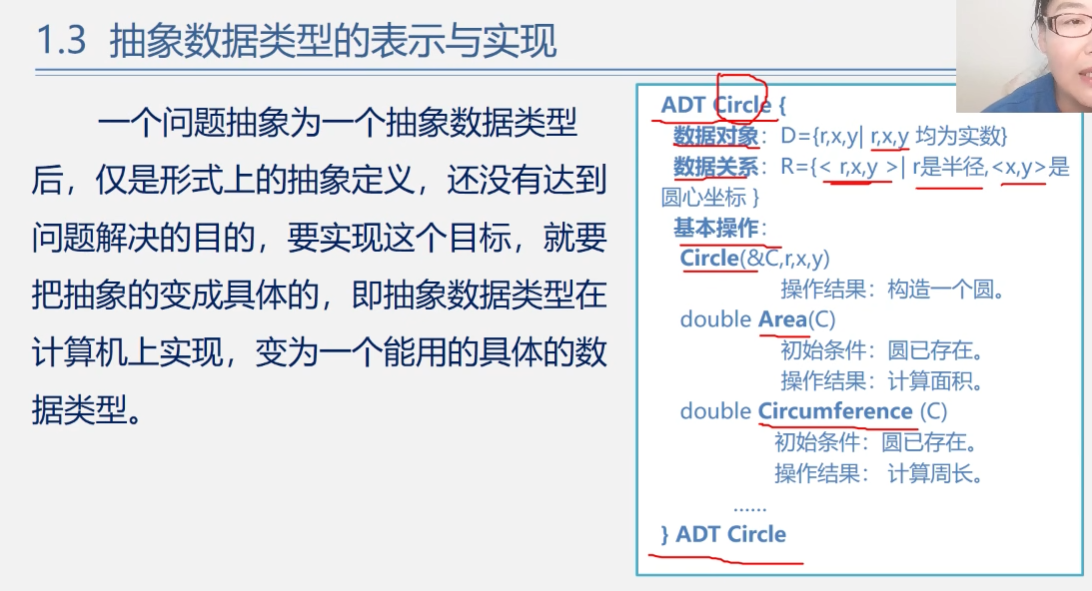 1.3 抽象数据类型的表示与实现
一个问题抽象为一个抽象数据类型
后，仅是形式上的抽象定义，还没有达到
问题解决的目的，要实现这个目标，就要
把抽象的变成具体的，即抽象数据类型在
计算机上实现，变为一个能用的具体的数
据类型。
ADT Circle {
数据对象：D={r,x,y| r,x,y 均为实数}
数据关系：R={< r,x,y >| r是半径,<x,y>是
圆心坐标 }
基本操作：
Circle(&C,r,x,y)
操作结果：构造一个圆。
double Area(C)
初始条件：圆已存在。
操作结果：计算面积。
double Circumference (C)
初始条件：圆已存在。
操作结果： 计算周长。
……
} ADT Circle